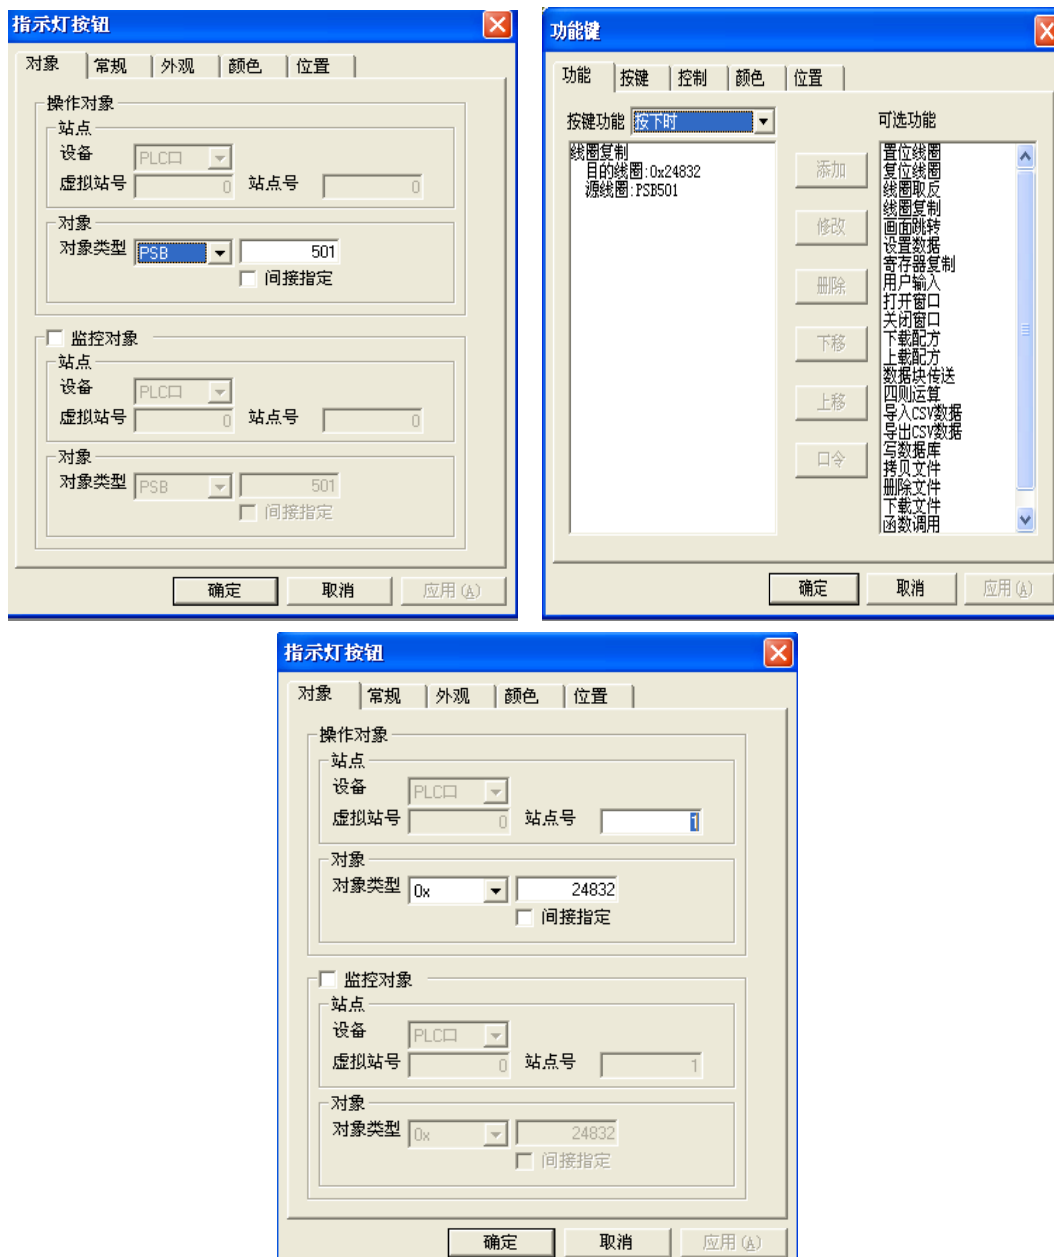 指示灯按钮
对象 常规 外观 颜色 位置
操作对象
站点
设备 PLC口
虚拟站号 0 站点号 0
对象
对象类型 PSB 501
间接指定
监控对象
站点
设备 PLC口
虚拟站号 0 站点号 0
对象
对象类型 PSB 501
间接指定
确定 取消 应用(A)
功能键
功能 按键 控制 颜色 位置
按键功能 按下时
线圈复制
目的线圈:0x24832
源线圈:PSB501
添加
修改
删除
下移
上移
口令
可选功能
置位线圈
复位线圈
线圈取反
线圈复制
画面跳转
设置数据
寄存器复制
用户输入
打开窗口
关闭窗口
下载配方
上载配方
数据块传送
四则运算
导入CSV数据
导出CSV数据
写数据库
拷贝文件
删除文件
下载文件
函数调用
确定 取消 应用(A)
指示灯按钮
对象 常规 外观 颜色 位置
操作对象
站点
设备 PLC口
虚拟站号 0 站点号 1
对象
对象类型 0x 24832
间接指定
监控对象
站点
设备 PLC口
虚拟站号 0 站点号 1
对象
对象类型 0x 24832
间接指定
确定 取消 应用(A)